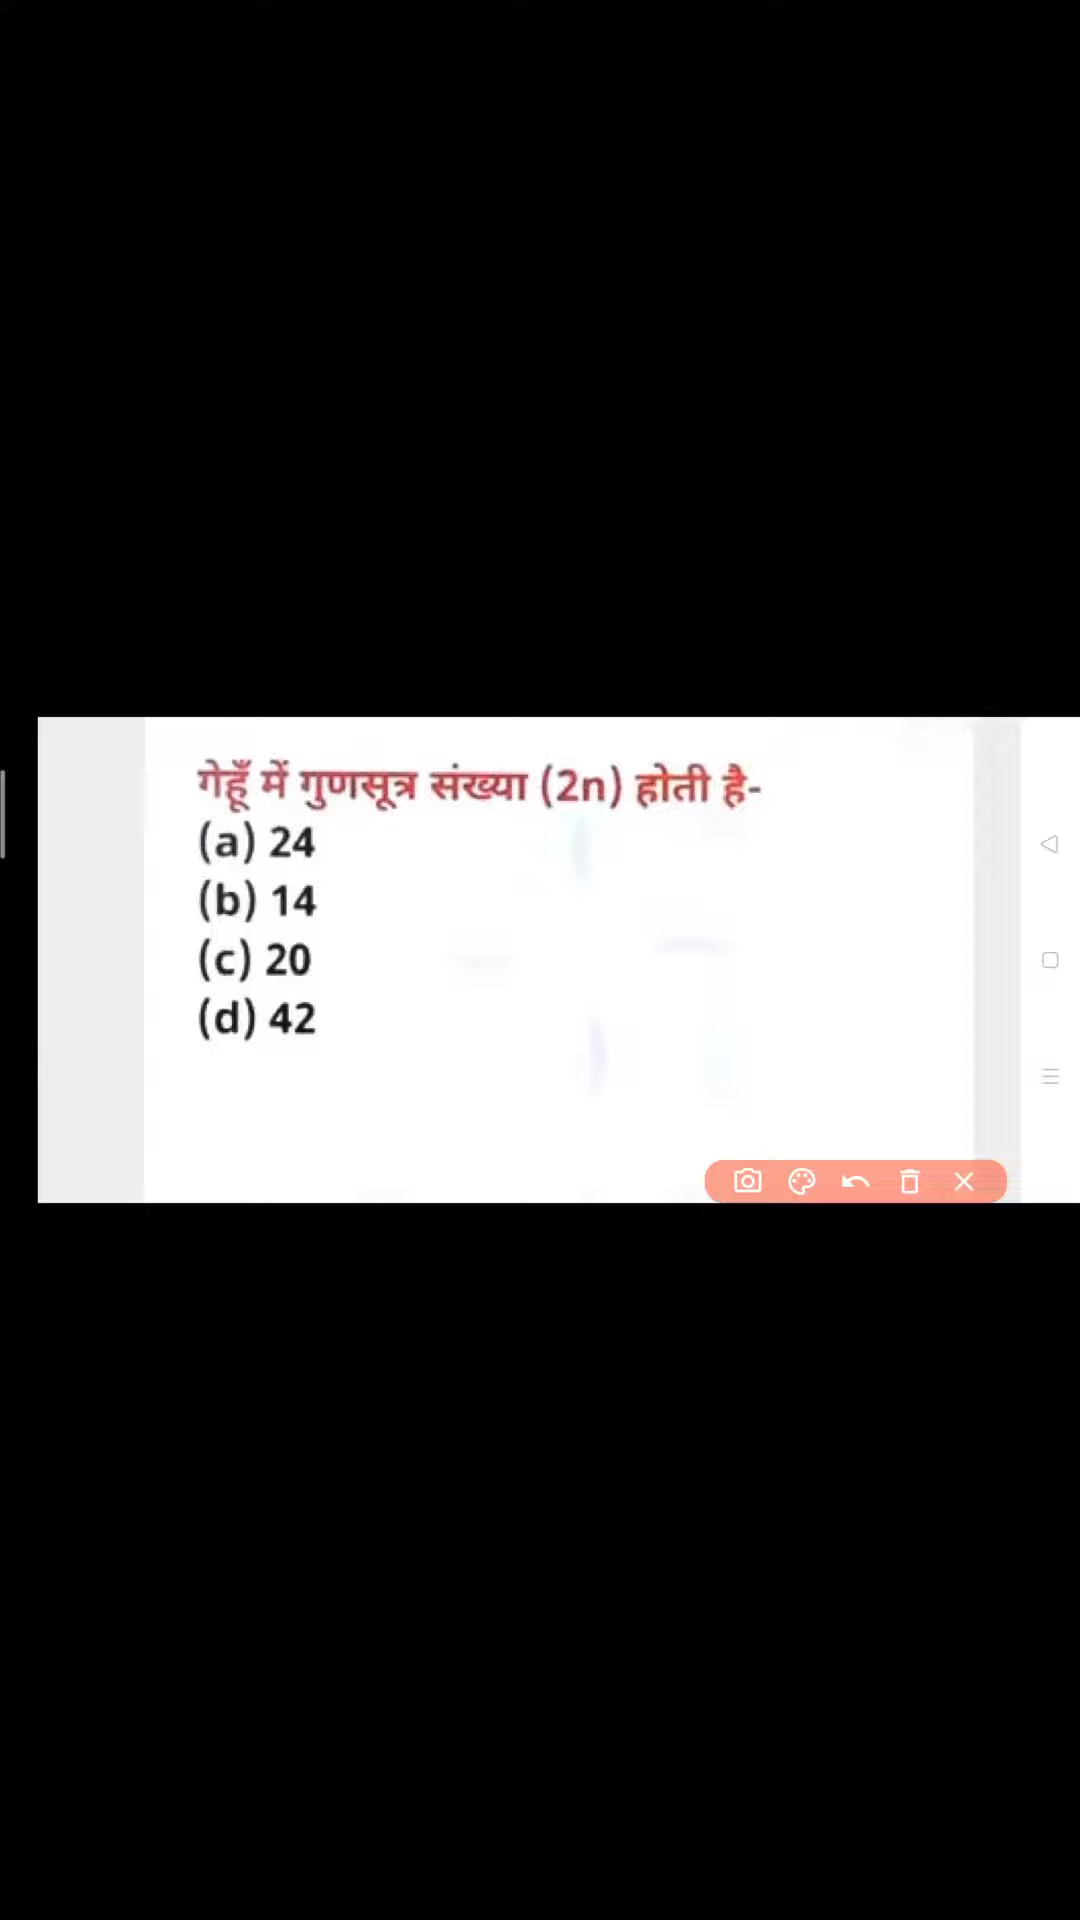 गेहूँ में गुणसूत्र संख्या (2n) होती है-
(a) 24
(b) 14
(c) 20
(d) 42